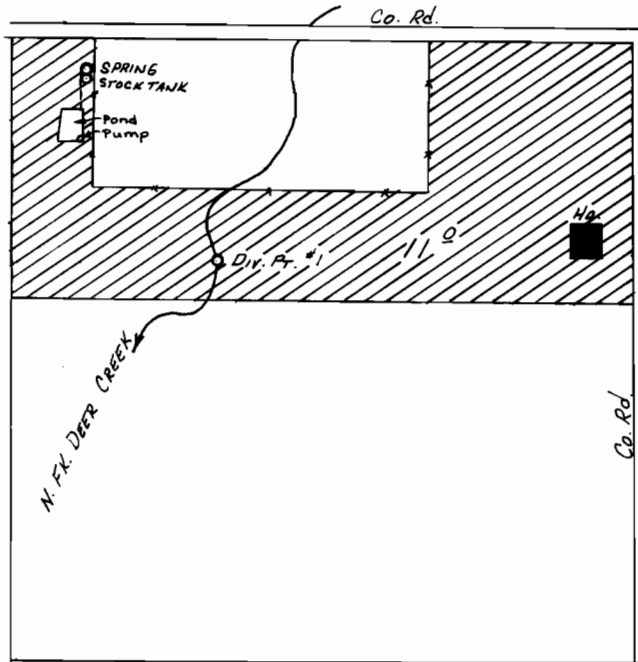 Co. Rd.
SPRING
STOCK TANK
Pond
Pump
Hq.
Div. Pt. #1
11 0
N. FK. DEER CREEK
Co. Rd.